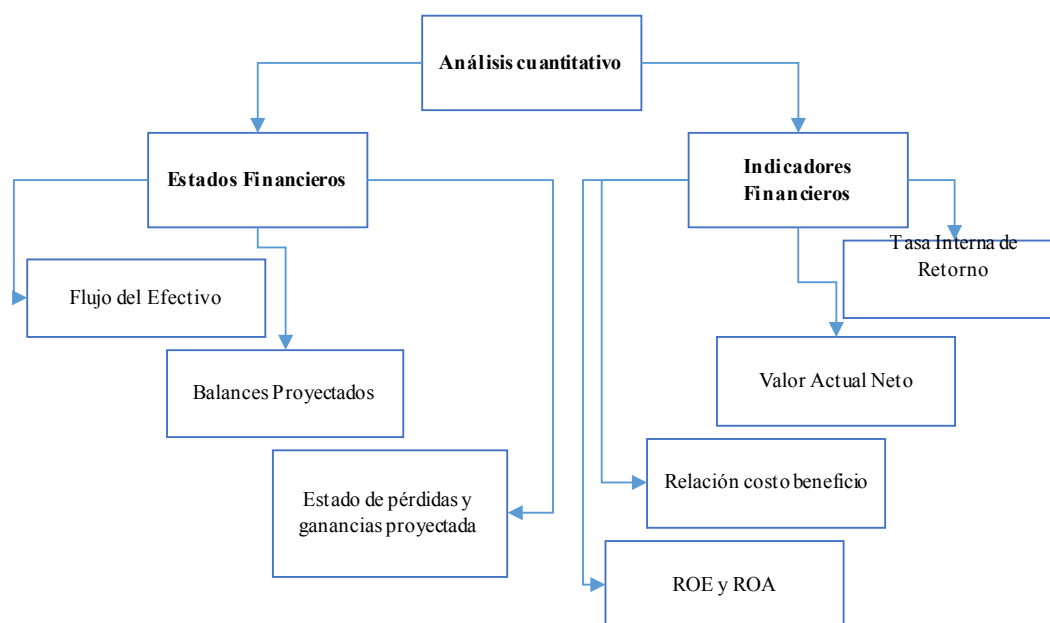 Análisis cuantitativo
Estados Financieros
Indicadores
Financieros
Tasa Interna de
Retorno
Flujo del Efectivo
Valor Actual Neto
Balances Proyectados
Relación costo beneficio
Estado de pérdidas y
ganancias proyectada
ROE y ROA